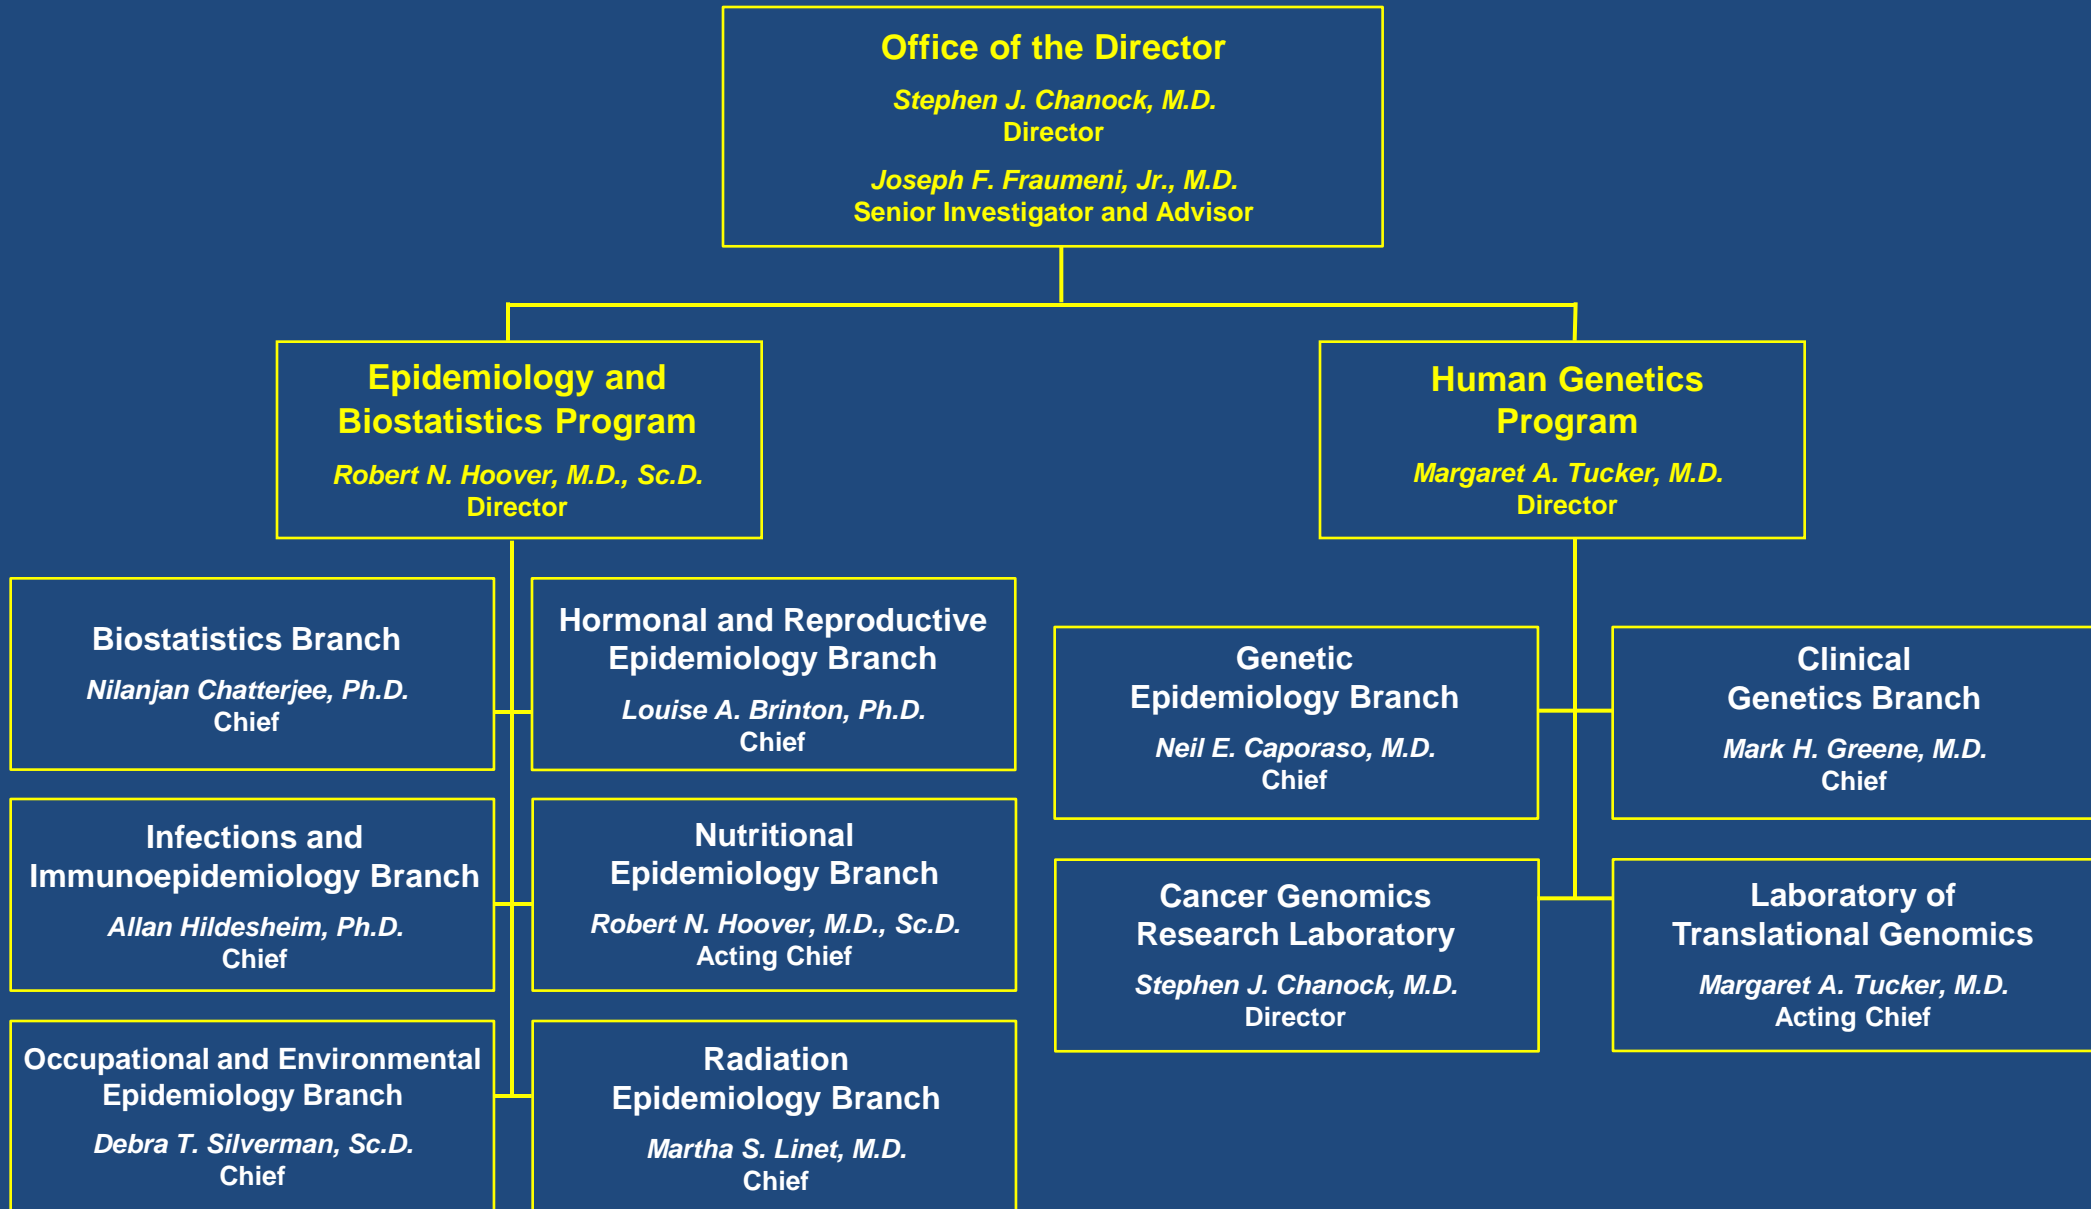 Office of the Director
Stephen J. Chanock, M.D.
Director
Joseph F. Fraumeni, Jr., M.D.
Senior Investigator and Advisor
Epidemiology and
Biostatistics Program
Robert N. Hoover, M.D., Sc.D.
Director
Human Genetics
Program
Margaret A. Tucker, M.D.
Director
Biostatistics Branch
Nilanjan Chatterjee, Ph.D.
Chief
Hormonal and Reproductive
Epidemiology Branch
Louise A. Brinton, Ph.D.
Chief
Infections and
Immunoepidemiology Branch
Allan Hildesheim, Ph.D.
Chief
Nutritional
Epidemiology Branch
Robert N. Hoover, M.D., Sc.D.
Acting Chief
Occupational and Environmental
Epidemiology Branch
Debra T. Silverman, Sc.D.
Chief
Radiation
Epidemiology Branch
Martha S. Linet, M.D.
Chief
Genetic
Epidemiology Branch
Neil E. Caporaso, M.D.
Chief
Clinical
Genetics Branch
Mark H. Greene, M.D.
Chief
Cancer Genomics
Research Laboratory
Stephen J. Chanock, M.D.
Director
Laboratory of
Translational Genomics
Margaret A. Tucker, M.D.
Acting Chief